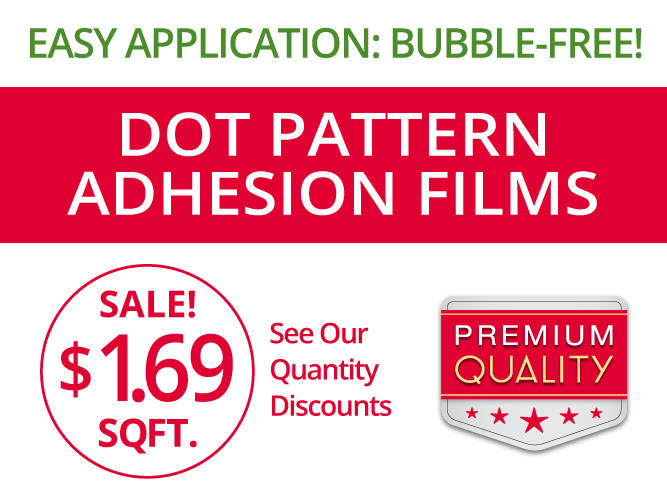 EASY APPLICATION: BUBBLE-FREE!
DOT PATTERN
ADHESION FILMS
SALE!
$1.69
SQFT.
See Our
Quantity
Discounts
PREMIUM
QUALITY